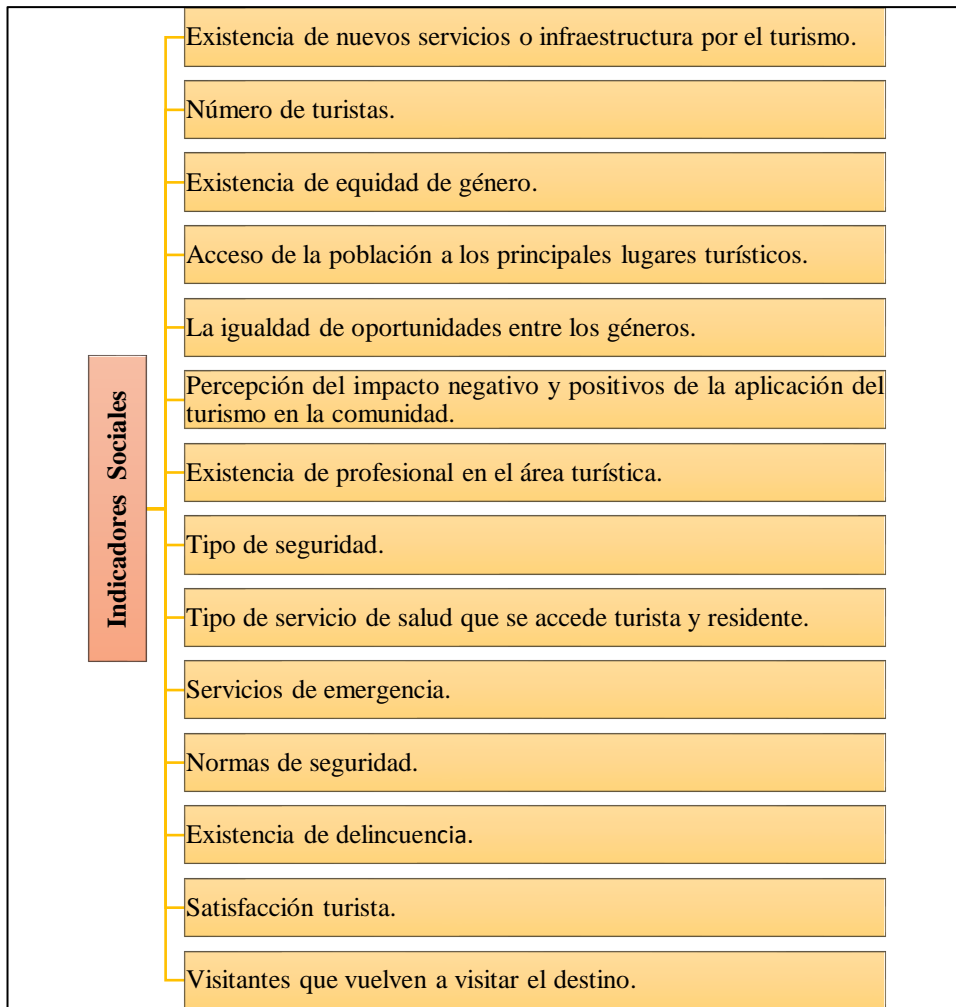 Indicadores Sociales
Existencia de nuevos servicios o infraestructura por el turismo.
Número de turistas.
Existencia de equidad de género.
Acceso de la población a los principales lugares turísticos.
La igualdad de oportunidades entre los géneros.
Percepción del impacto negativo y positivos de la aplicación del
turismo en la comunidad.
Existencia de profesional en el área turística.
Tipo de seguridad.
Tipo de servicio de salud que se accede turista y residente.
Servicios de emergencia.
Normas de seguridad.
Existencia de delincuencia.
Satisfacción turista.
Visitantes que vuelven a visitar el destino.